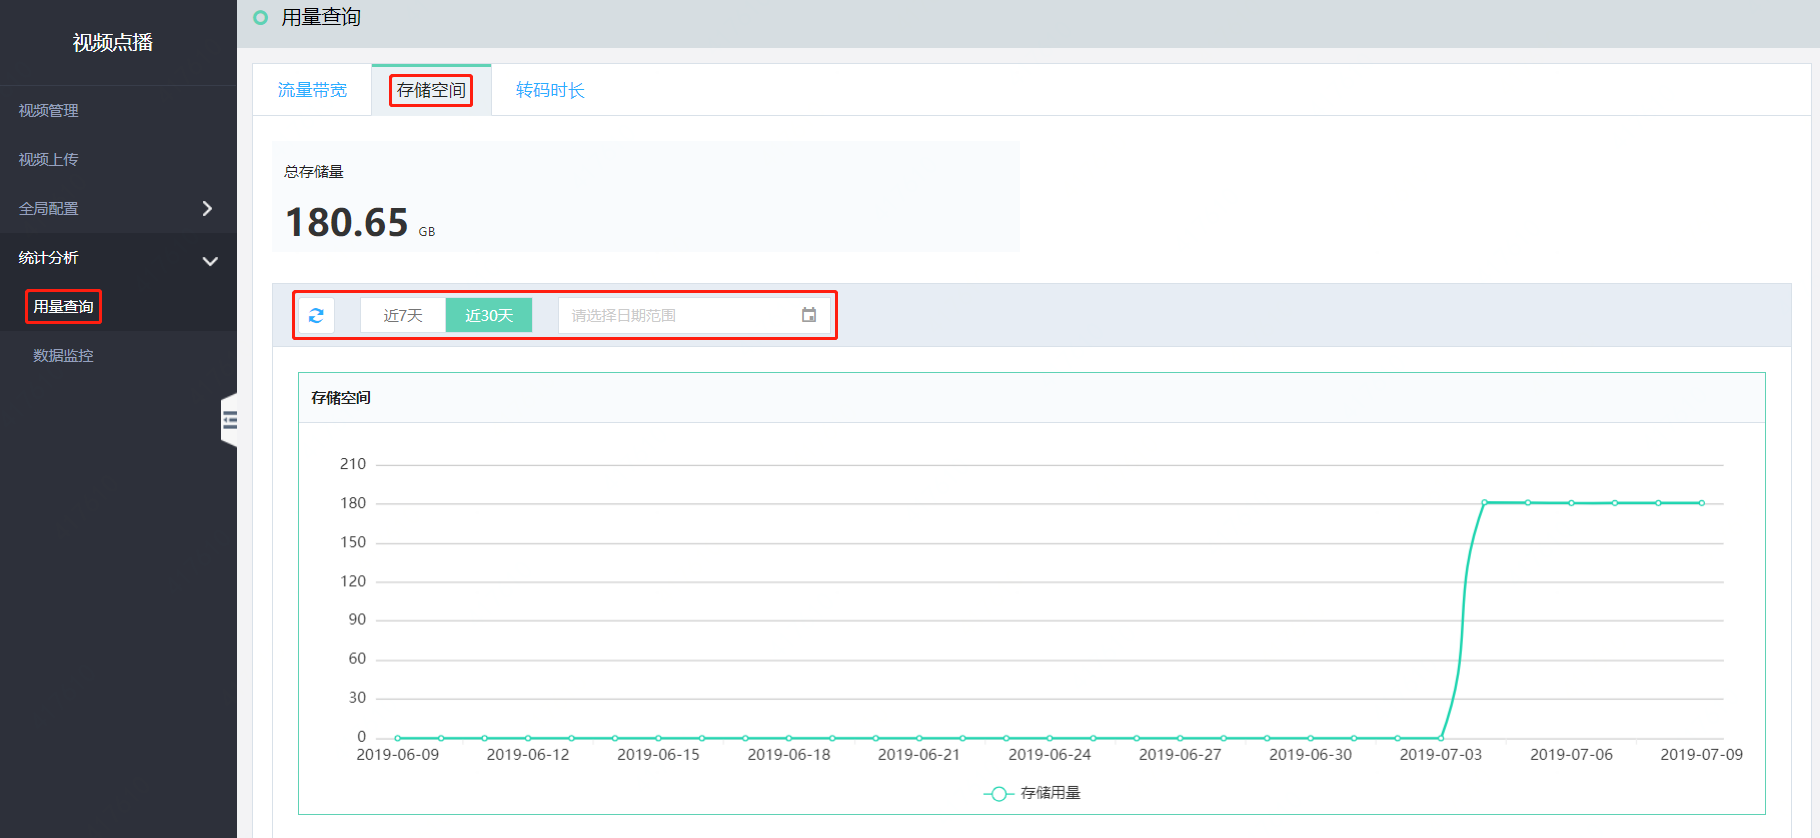 视频点播
视频管理
视频上传
全局配置
统计分析
用量查询
数据监控
用量查询
流量带宽
存储空间
转码时长
总存储量
180.65 GB
近7天
近30天
请选择日期范围
存储空间
210
180
150
120
90
60
30
0
2019-06-09 2019-06-12 2019-06-15 2019-06-18 2019-06-21 2019-06-24 2019-06-27 2019-06-30 2019-07-03 2019-07-06 2019-07-09
存储用量